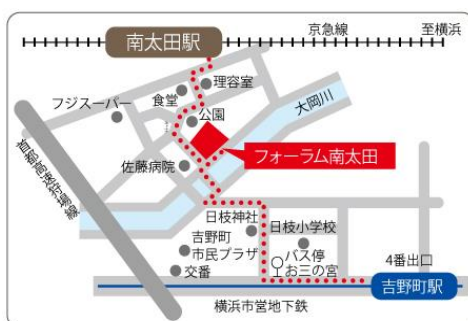 京急線
至横浜
南太田駅
理容室
食堂
大岡川
フジスーパー
公園
首都高速狩場線
佐藤病院
フォーラム南太田
日枝神社
日枝小学校
吉野町
市民プラザ
バス停
お三の宮
4番出口
交番
吉野町駅
横浜市営地下鉄